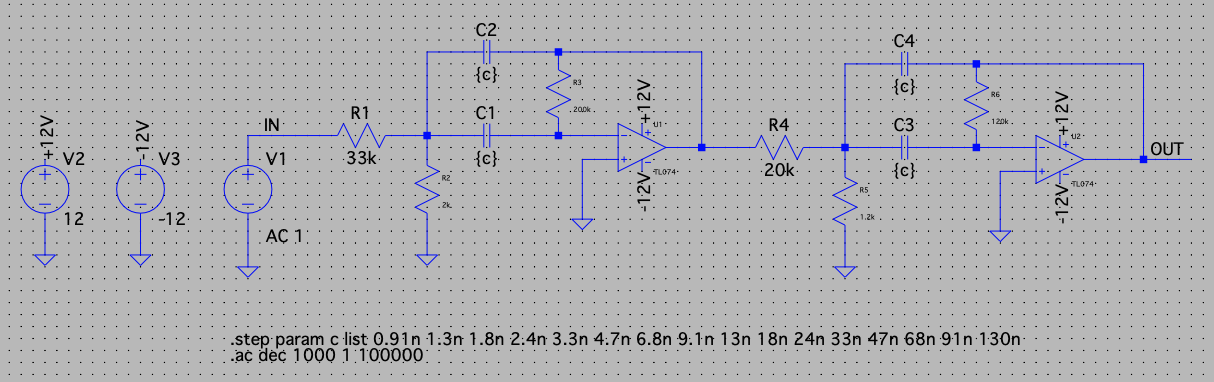 C2
{c}
R3
200k
+12V
U1
C4
{c}
R6
120k
+12V
U2
+12V
V2
12
-12V
V3
-12
IN
V1
AC 1
R1
33k
C1
{c}
R2
2k
-12V
TL074
R4
20k
C3
{c}
R5
1.2k
-12V
TL074
OUT
.step param c list 0.91n 1.3n 1.8n 2.4n 3.3n 4.7n 6.8n 9.1n 13n 18n 24n 33n 47n 68n 91n 130n
.ac dec 1000 1 100000